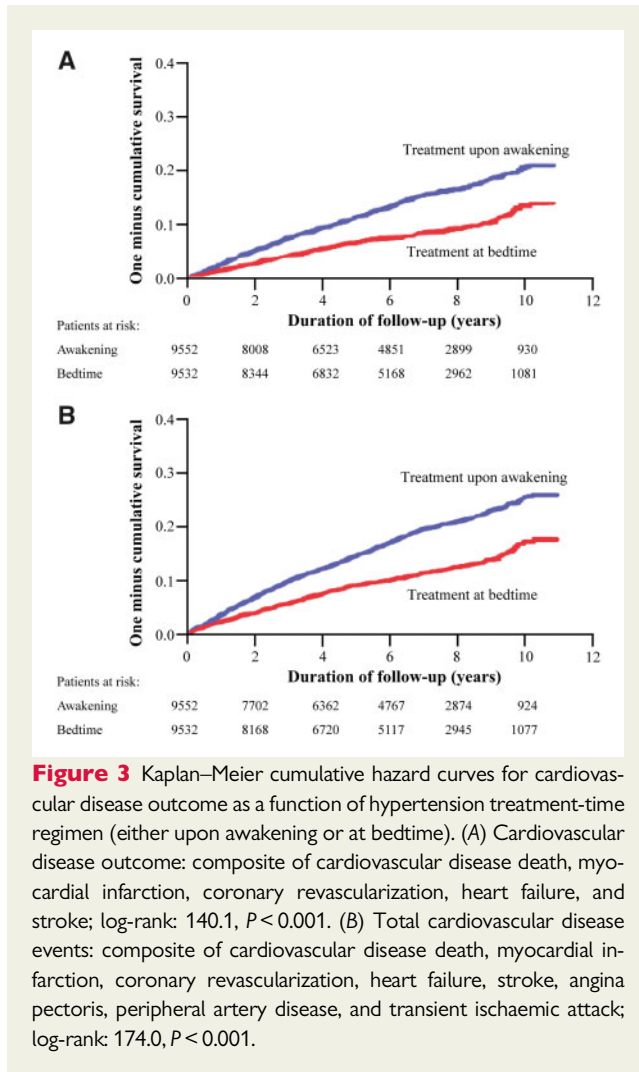 A
One minus cumulative survival
0.4
0.3
0.2
0.1
0.0
Treatment upon awakening
Treatment at bedtime
0 2 4 6 8 10 12
Duration of follow-up (years)
Patients at risk:
Awakening 9552 8008 6523 4851 2899 930
Bedtime 9532 8344 6832 5168 2962 1081
B
One minus cumulative survival
0.4
0.3
0.2
0.1
0.0
Treatment upon awakening
Treatment at bedtime
0 2 4 6 8 10 12
Duration of follow-up (years)
Patients at risk:
Awakening 9552 7702 6362 4767 2874 924
Bedtime 9532 8168 6720 5117 2945 1077
Figure 3 Kaplan–Meier cumulative hazard curves for cardiovas-
cular disease outcome as a function of hypertension treatment-time
regimen (either upon awakening or at bedtime). (A) Cardiovascular
disease outcome: composite of cardiovascular disease death, myo-
cardial infarction, coronary revascularization, heart failure, and
stroke; log-rank: 140.1, P < 0.001. (B) Total cardiovascular disease
events: composite of cardiovascular disease death, myocardial in-
farction, coronary revascularization, heart failure, stroke, angina
pectoris, peripheral artery disease, and transient ischaemic attack;
log-rank: 174.0, P < 0.001.